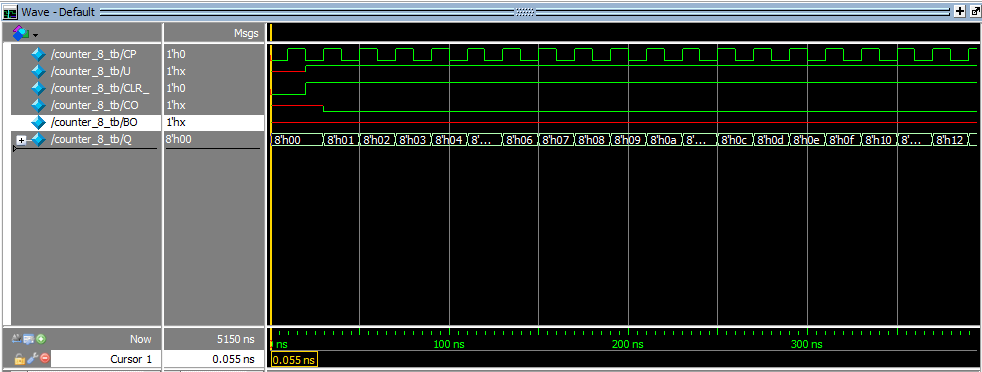 Wave - Default
Msgs
/counter_8_tb/CP 1'h0
/counter_8_tb/U 1'hx
/counter_8_tb/CLR_ 1'h0
/counter_8_tb/CO 1'hx
/counter_8_tb/BO 1'hx
/counter_8_tb/Q 8'h00 8'h00 8'h01 8'h02 8'h03 8'h04 8'... 8'h06 8'h07 8'h08 8'h09 8'h0a 8'... 8'h0c 8'h0d 8'h0e 8'h0f 8'h10 8'... 8'h12
Now 5150 ns ns 100 ns 200 ns 300 ns
Cursor 1 0.055 ns 0.055 ns